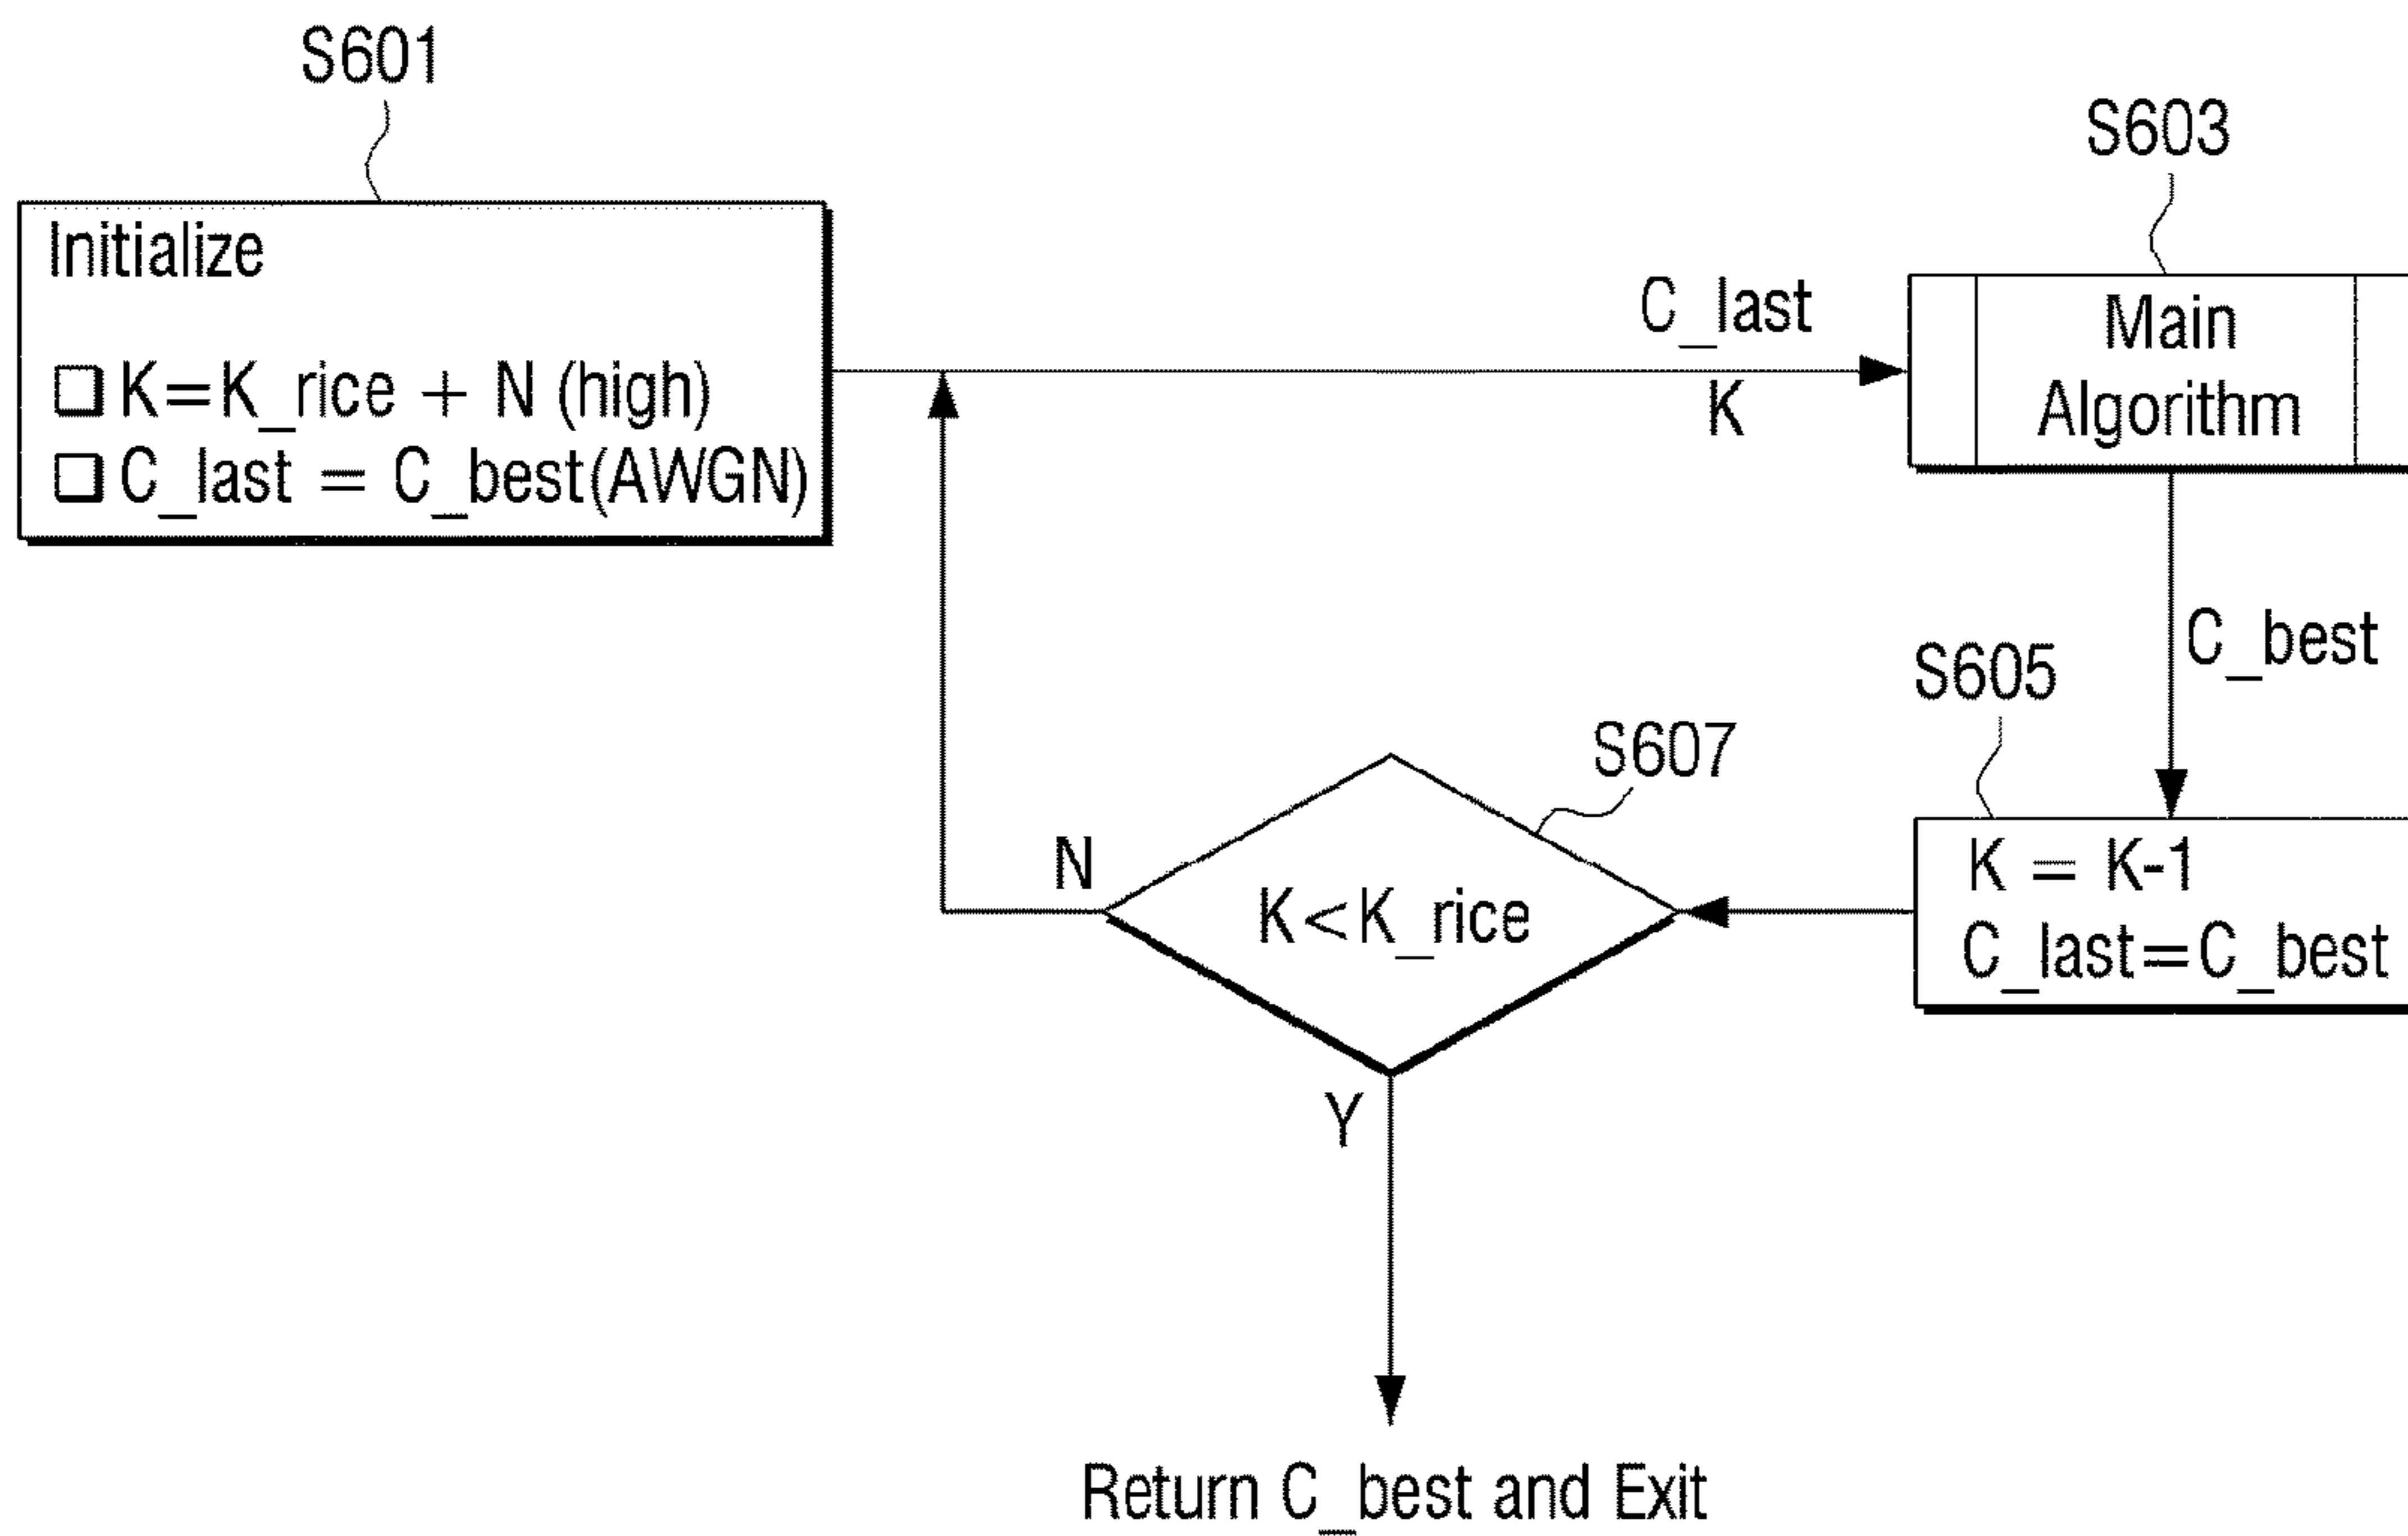 S601
Initialize
K=K_rice + N (high)
C_last = C_best(AWGN)
C_last
K
S603
Main
Algorithm
C_best
S605
K = K-1
C_last=C_best
S607
K<K_rice
N
Y
Return C_best and Exit